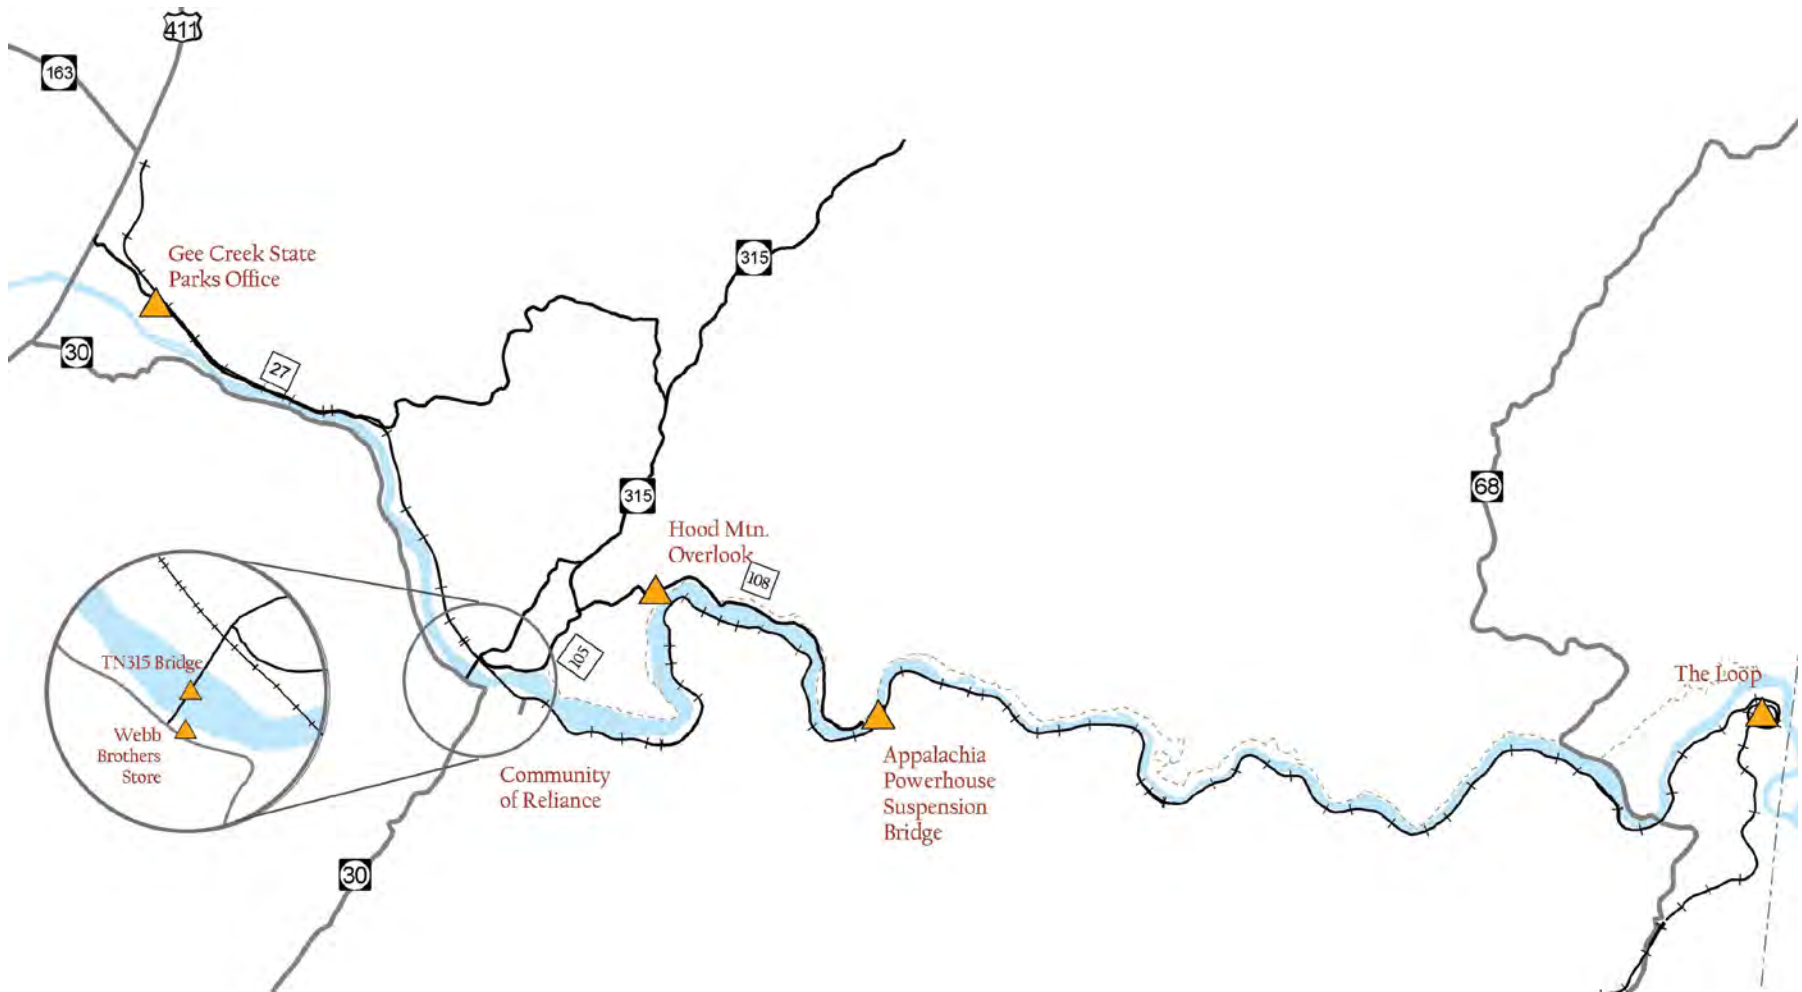 411
163
Gee Creek State
Parks Office
315
30
27
68
315
Hood Mtn.
Overlook
108
105
TN315 Bridge
The Loop
Webb
Brothers
Store
Community
of Reliance
Appalachia
Powerhouse
Suspension
Bridge
30